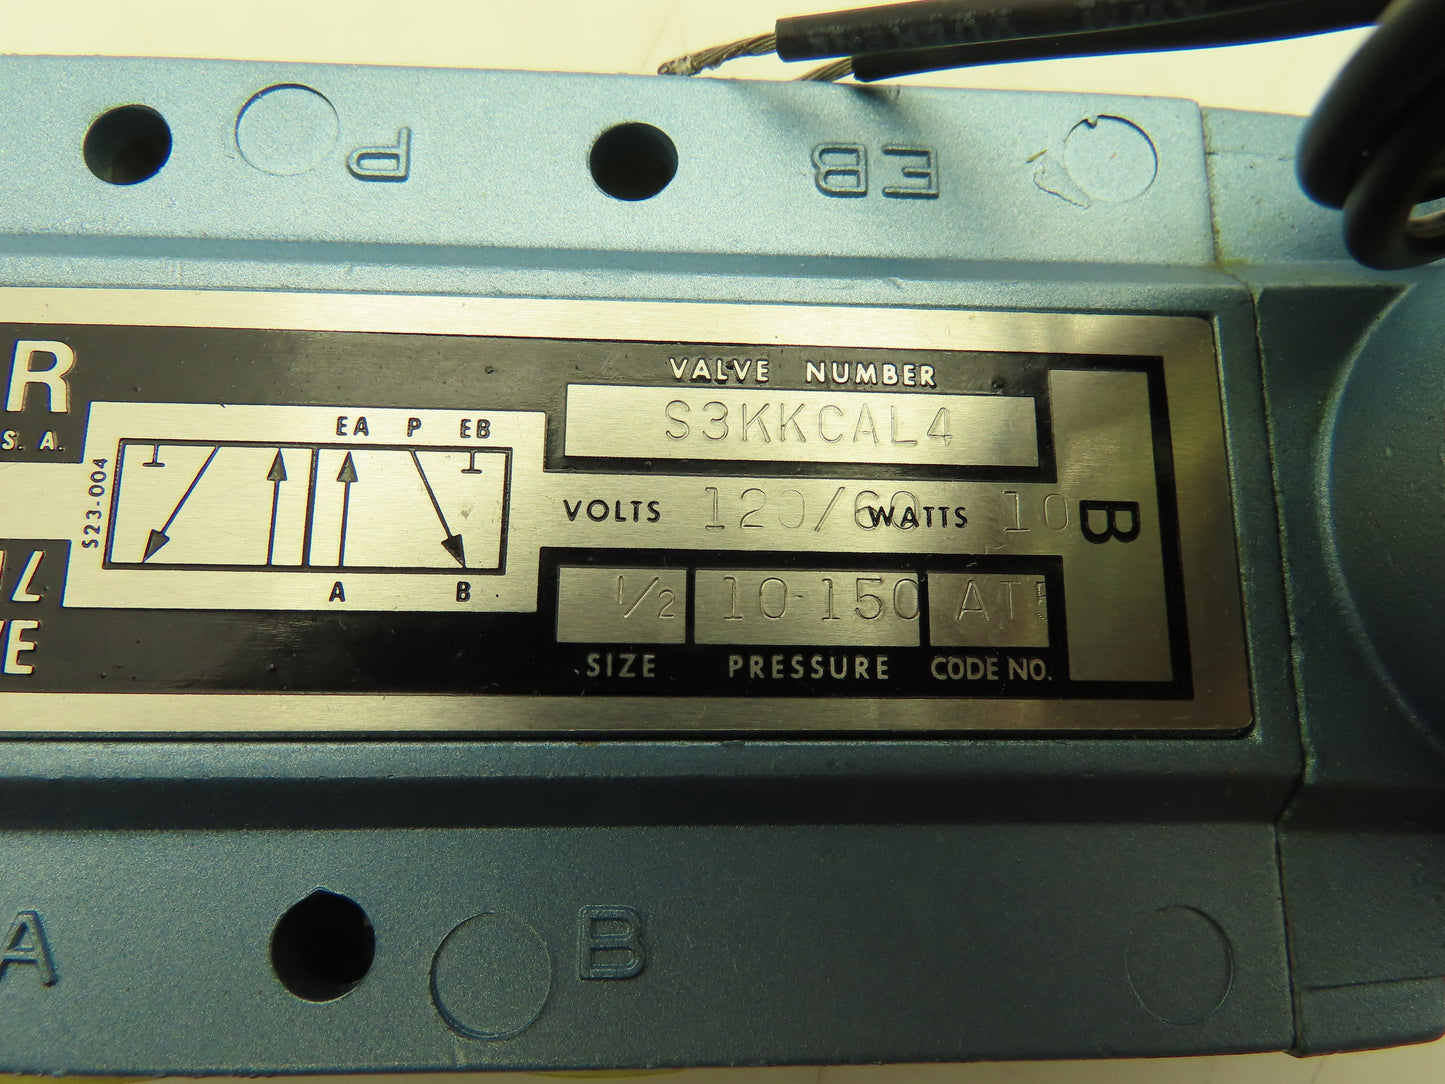 P EB
R
S. A.
VALVE NUMBER
S3KKCAL4
EA P EB
S23-004
VOLTS 120/60 WATTS 10
B
A B
1/2 10-150
SIZE PRESSURE CODE NO.
A B